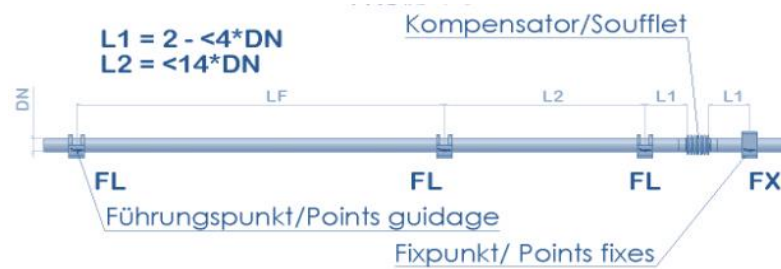 Kompensator/Soufflet
L1 = 2 - <4*DN
L2 = <14*DN
DN
LF
L2
L1
L1
FL
FL
FL
FX
Führungspunkt/Points guidage
Fixpunkt/ Points fixes